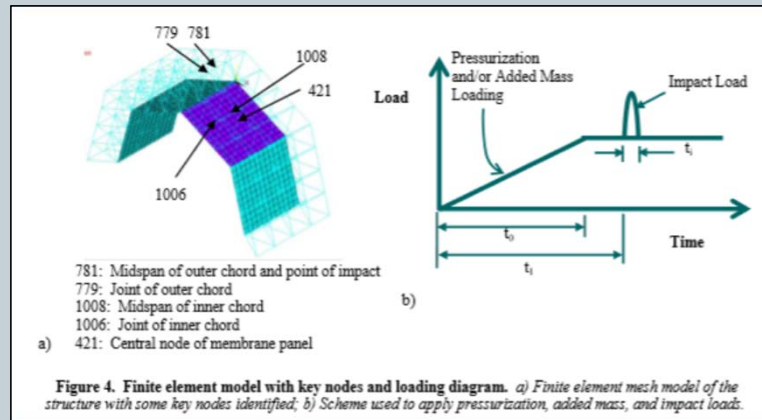 779 781
1008
421
1006
781: Midspan of outer chord and point of impact
779: Joint of outer chord
1008: Midspan of inner chord
1006: Joint of inner chord
a) 421: Central node of membrane panel
Load
Pressurization
and/or Added Mass
Loading
Impact Load
tᵢ
t₀
Time
t₁
b)
Figure 4. Finite element model with key nodes and loading diagram. a) Finite element mesh model of the
structure with some key nodes identified; b) Scheme used to apply pressurization, added mass, and impact loads.